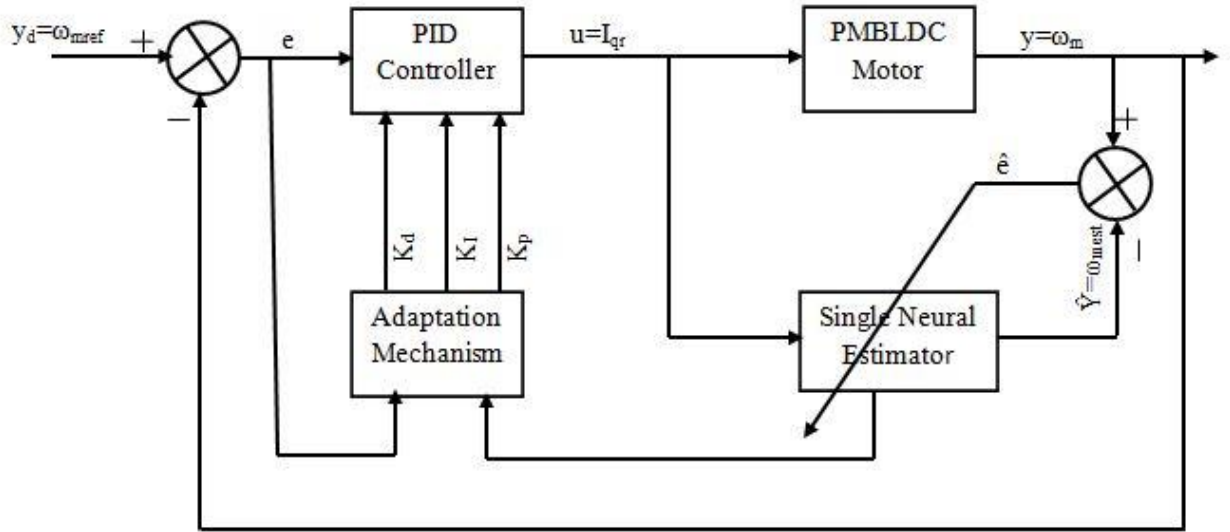 y_d=ω_mref
+
−
e
PID
Controller
u=I_qr
PMBLDC
Motor
y=ω_m
+
−
ê
Ŷ=ω_mest
K_d
K_I
K_p
Adaptation
Mechanism
Single Neural
Estimator